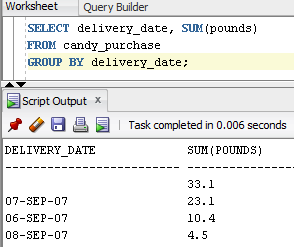 Worksheet Query Builder
SELECT delivery_date, SUM(pounds)
FROM candy_purchase
GROUP BY delivery_date;
Script Output x
Task completed in 0.006 seconds
DELIVERY_DATE SUM(POUNDS)
------------------------- -----------
33.1
07-SEP-07 23.1
06-SEP-07 10.4
08-SEP-07 4.5